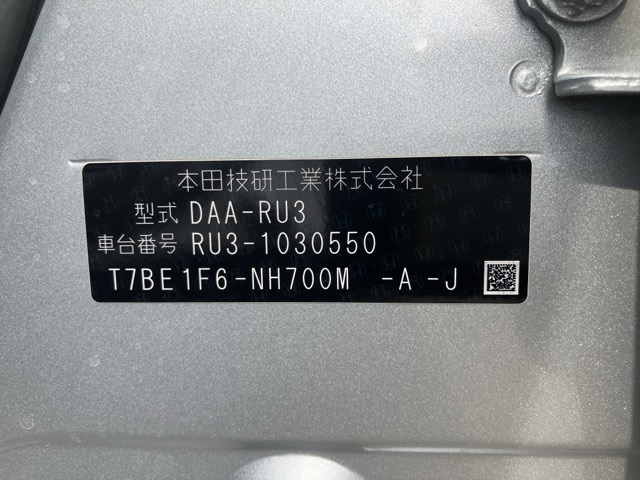 本田技研工業株式会社
型式 DAA-RU3
車台番号 RU3-1030550
T7BE1F6-NH700M -A-J